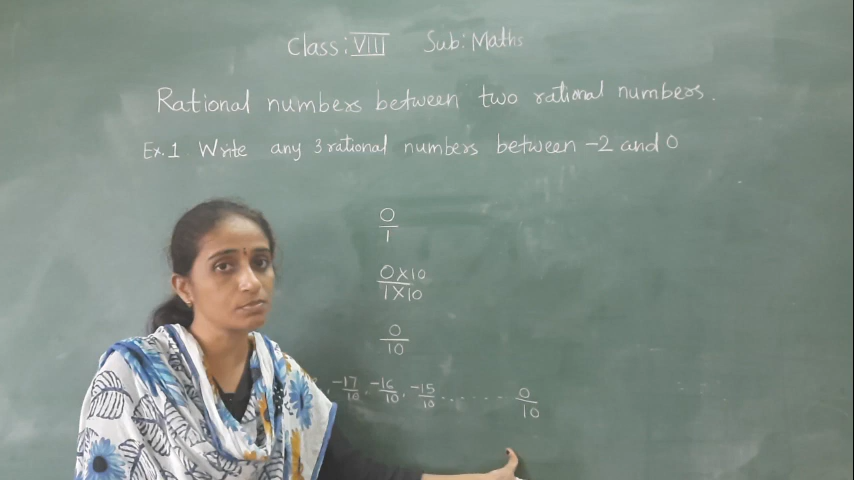 Class: VIII Sub: Maths
Rational numbers between two rational numbers.
Ex.1 Write any 3 rational numbers between -2 and 0
0/1
0×10/1×10
0/10
, -17/10, -16/10, -15/10 ....... 0/10